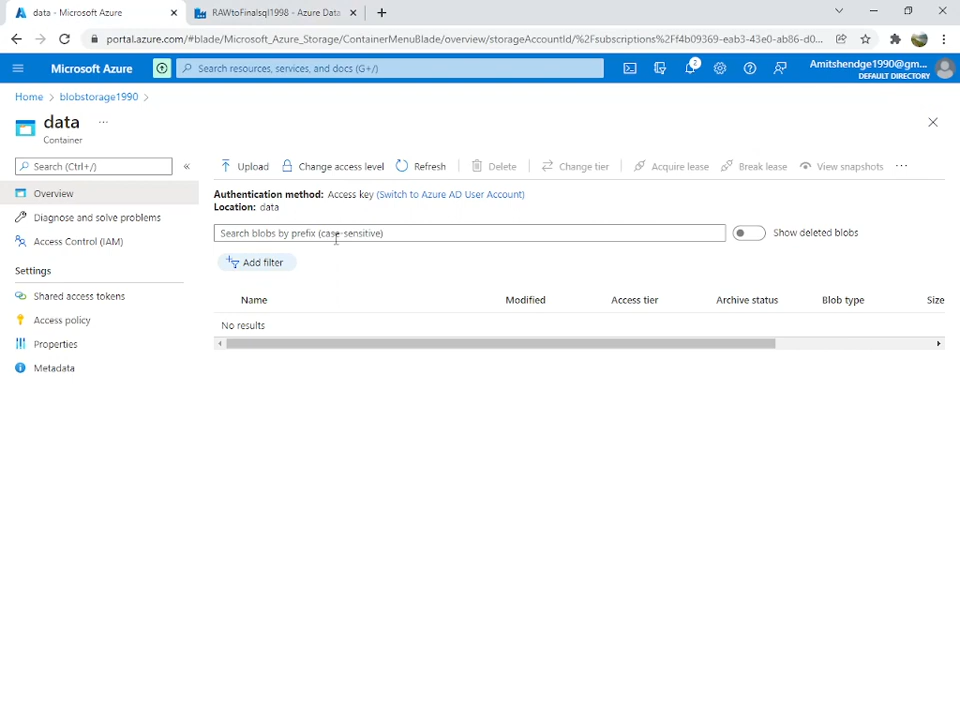 data - Microsoft Azure
RAWtoFinalsql1998 - Azure Data
portal.azure.com/#blade/Microsoft_Azure_Storage/ContainerMenuBlade/overview/storageAccountId/%2Fsubscriptions%2Ff4b09369-eab3-43e0-ab86-d0...
Microsoft Azure
Search resources, services, and docs (G+/)
2
Amitshendge1990@gm...
DEFAULT DIRECTORY
Home > blobstorage1990 >
data ...
Container
Search (Ctrl+/)
«
Upload
Change access level
Refresh
Delete
Change tier
Acquire lease
Break lease
View snapshots
...
Overview
Diagnose and solve problems
Access Control (IAM)
Settings
Shared access tokens
Access policy
Properties
Metadata
Authentication method: Access key (Switch to Azure AD User Account)
Location: data
Search blobs by prefix (case-sensitive)
Show deleted blobs
Add filter
Name Modified Access tier Archive status Blob type Size
No results